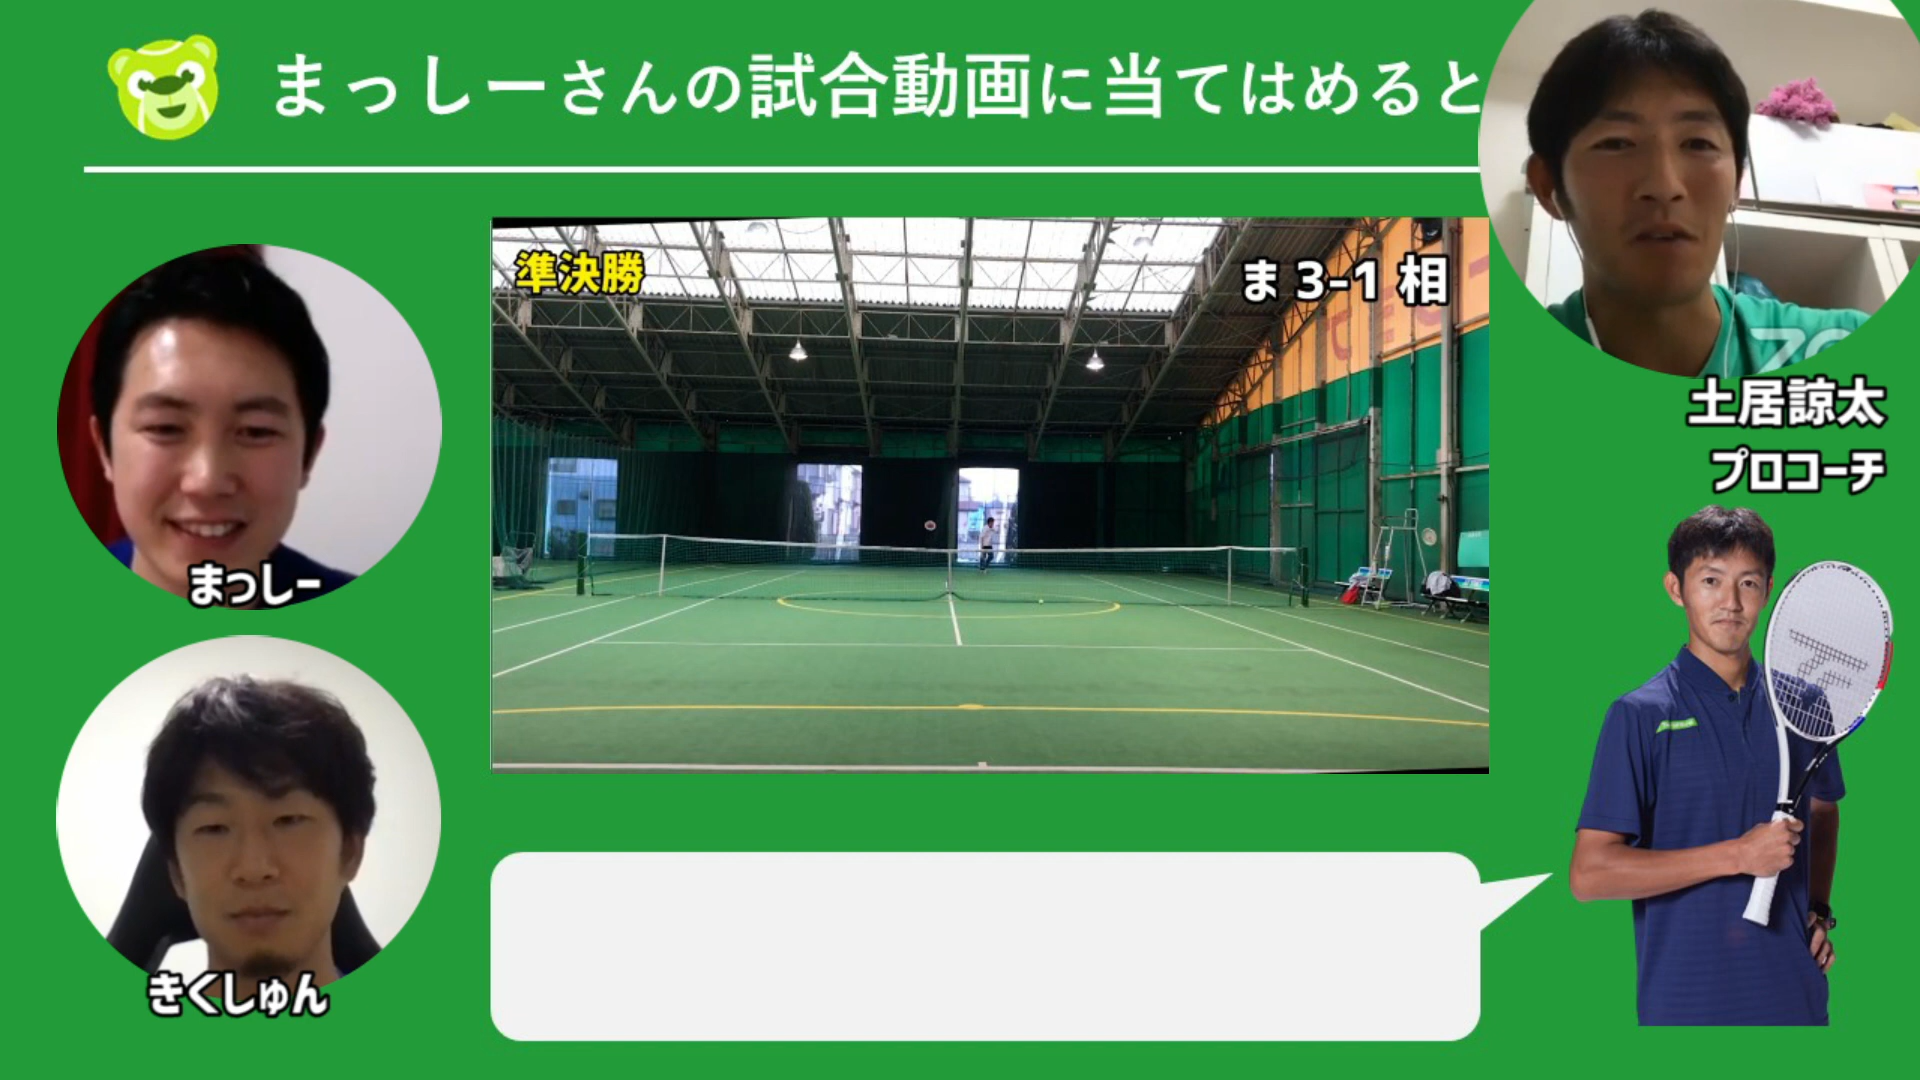 まっしーさんの試合動画に当てはめると
準決勝
ま 3-1 相
土居諒太
プロコーチ
まっしー
きくしゅん